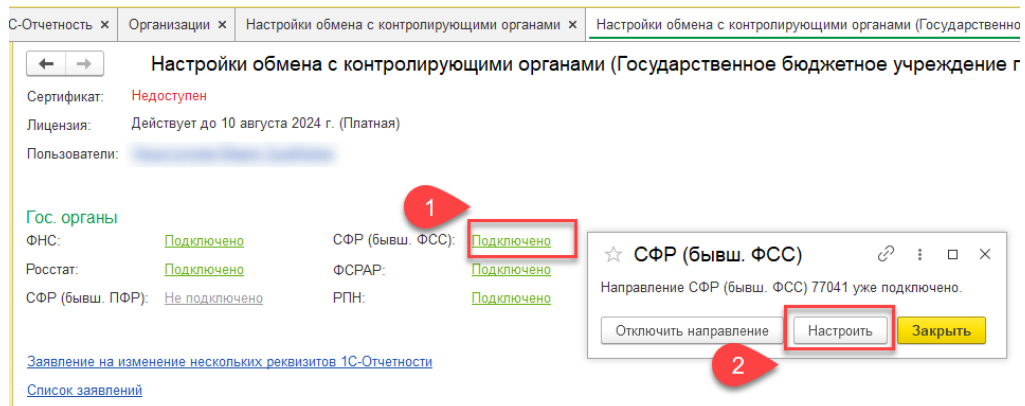 С-Отчетность × Организации × Настройки обмена с контролирующими органами × Настройки обмена с контролирующими органами (Государственно
Настройки обмена с контролирующими органами (Государственное бюджетное учреждение г
Сертификат: Недоступен
Лицензия: Действует до 10 августа 2024 г. (Платная)
Пользователи:
Гос. органы
1
ФНС: Подключено СФР (бывш. ФСС): Подключено
Росстат: Подключено ФСРАР: Подключено
СФР (бывш. ПФР): Не подключено РПН: Подключено
СФР (бывш. ФСС)
Направление СФР (бывш. ФСС) 77041 уже подключено.
Отключить направление Настроить Закрыть
2
Заявление на изменение нескольких реквизитов 1С-Отчетности
Список заявлений